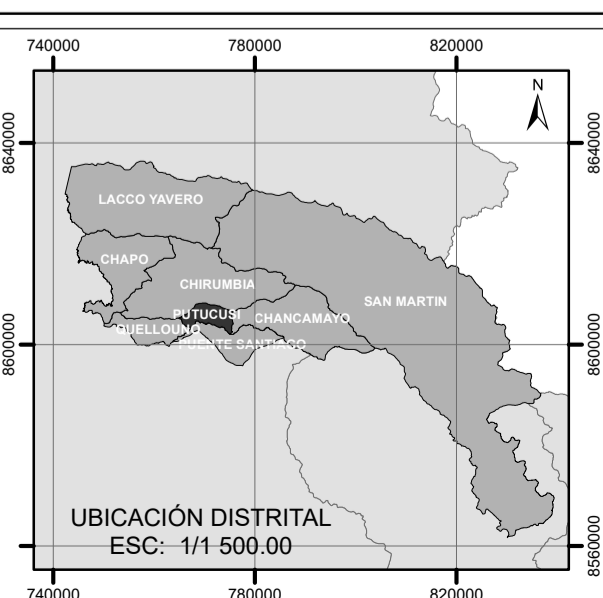 740000 780000 820000
N
8640000 8640000
LACCO YAVERO
CHAPO
CHIRUMBIA
SAN MARTIN
PUTUCUSI
CHANCAMAYO
QUELLOUNO
PUENTE SANTIAGO
8600000 8600000
UBICACIÓN DISTRITAL
ESC: 1/1 500.00
8560000 8560000
740000 780000 820000